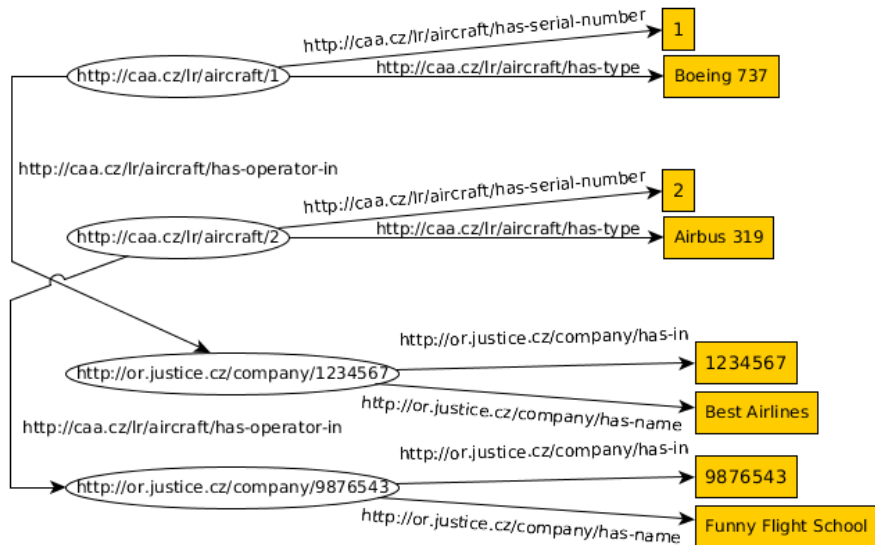 http://caa.cz/lr/aircraft/has-serial-number
1
http://caa.cz/lr/aircraft/1
http://caa.cz/lr/aircraft/has-type
Boeing 737
http://caa.cz/lr/aircraft/has-operator-in
http://caa.cz/lr/aircraft/has-serial-number
2
http://caa.cz/lr/aircraft/2
http://caa.cz/lr/aircraft/has-type
Airbus 319
http://or.justice.cz/company/has-in
1234567
http://or.justice.cz/company/1234567
http://or.justice.cz/company/has-name
Best Airlines
http://caa.cz/lr/aircraft/has-operator-in
http://or.justice.cz/company/has-in
9876543
http://or.justice.cz/company/9876543
http://or.justice.cz/company/has-name
Funny Flight School